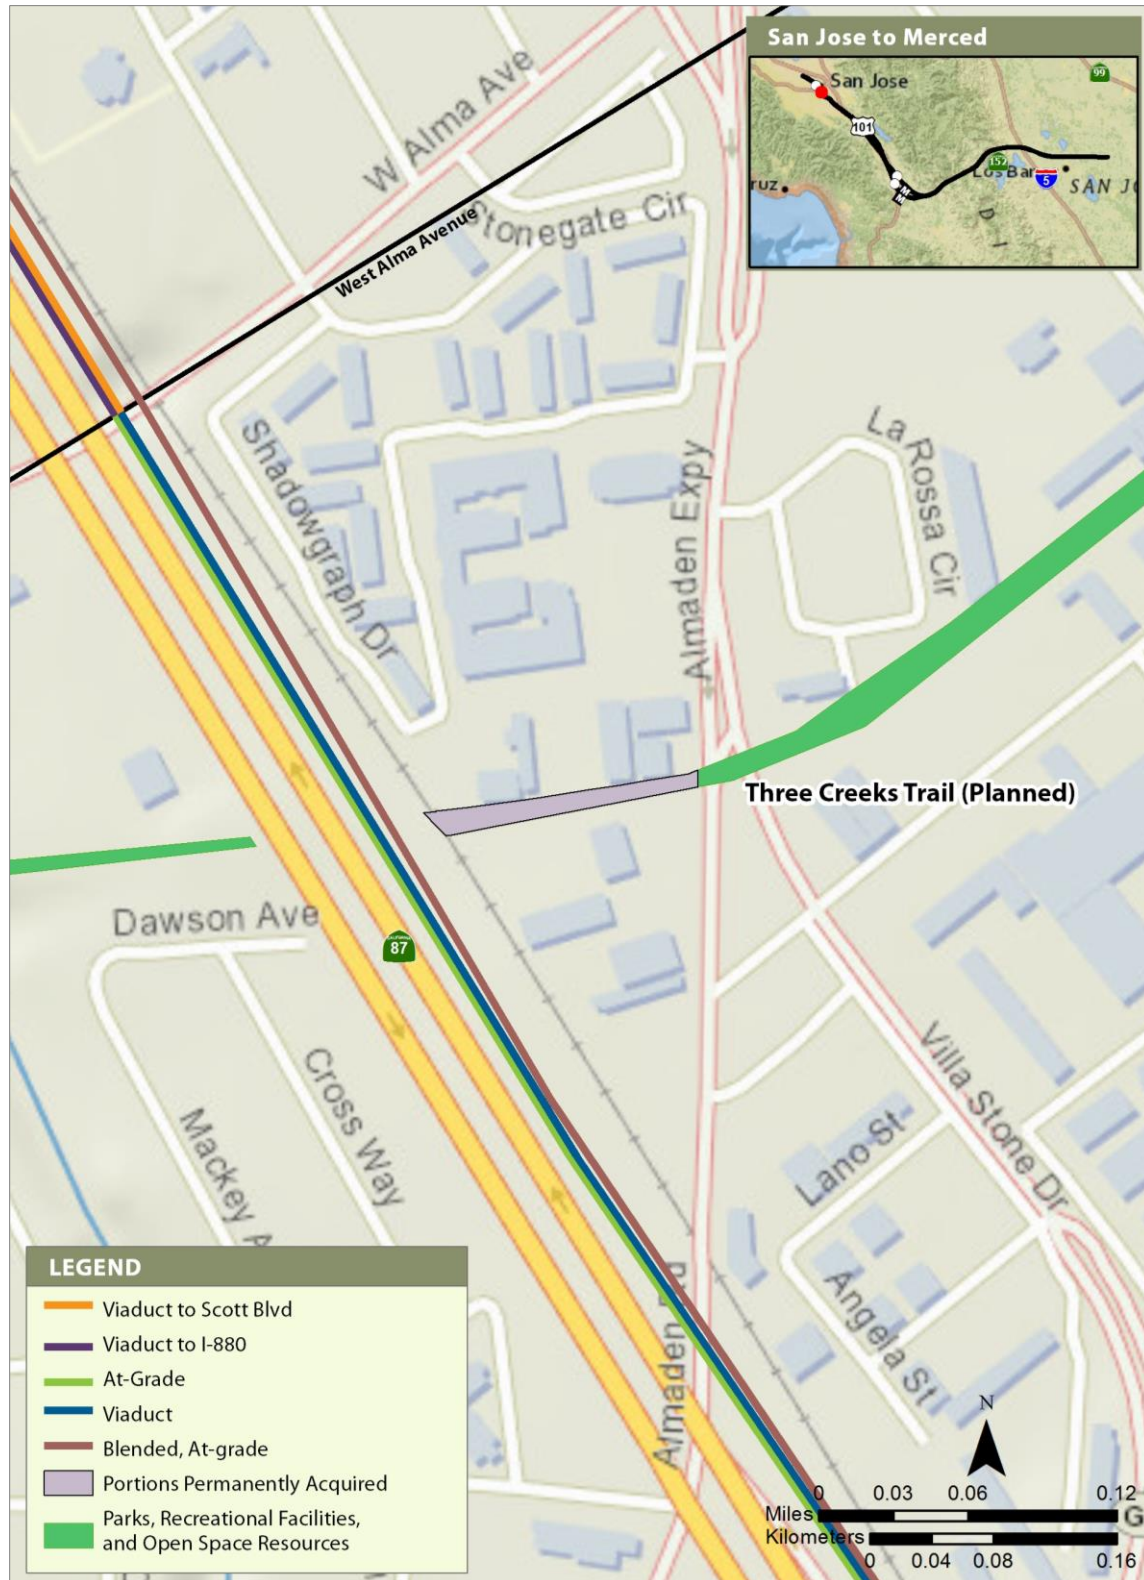 San Jose to Merced
99
San Jose
101
152
Los Ban
5
SAN JO
ruz
D I
W Alma Ave
Stonegate Cir
West Alma Avenue
La Rossa Cir
Shadowgraph Dr
Almaden Expy
Three Creeks Trail (Planned)
Dawson Ave
87
Cross Way
Villa Stone Dr
Mackey A
Lano St
Angela St
Almaden Rd
LEGEND
Viaduct to Scott Blvd
Viaduct to I-880
At-Grade
Viaduct
Blended, At-grade
Portions Permanently Acquired
Parks, Recreational Facilities,
and Open Space Resources
N
0 0.03 0.06 0.12
Miles
G
Kilometers
0 0.04 0.08 0.16